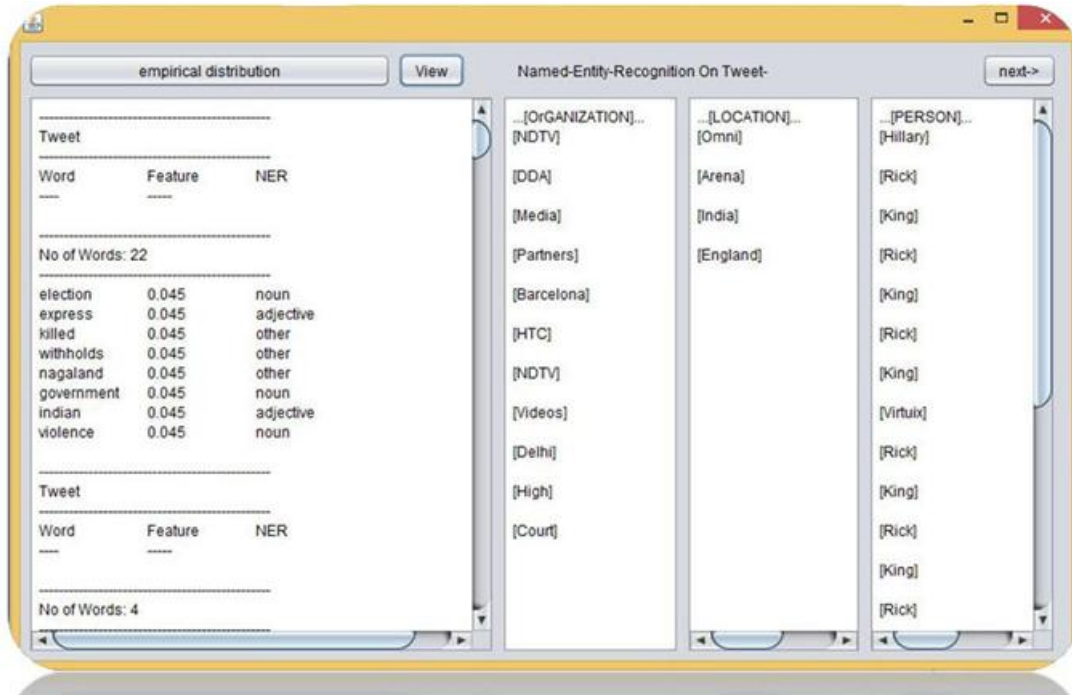 empirical distribution
View
Named-Entity-Recognition On Tweet-
next->
----------------------------------------------------
Tweet
----------------------------------------------------
Word Feature NER
---- -----
----------------------------------------------------
No of Words: 22
----------------------------------------------------
election 0.045 noun
express 0.045 adjective
killed 0.045 other
withholds 0.045 other
nagaland 0.045 other
government 0.045 noun
indian 0.045 adjective
violence 0.045 noun
----------------------------------------------------
Tweet
----------------------------------------------------
Word Feature NER
---- -----
----------------------------------------------------
No of Words: 4
----------------------------------------------------
...[OrGANIZATION]...
[NDTV]
[DDA]
[Media]
[Partners]
[Barcelona]
[HTC]
[NDTV]
[Videos]
[Delhi]
[High]
[Court]
...[LOCATION]...
[Omni]
[Arena]
[India]
[England]
...[PERSON]...
[Hillary]
[Rick]
[King]
[Rick]
[King]
[Rick]
[King]
[Virtuix]
[Rick]
[King]
[Rick]
[King]
[Rick]